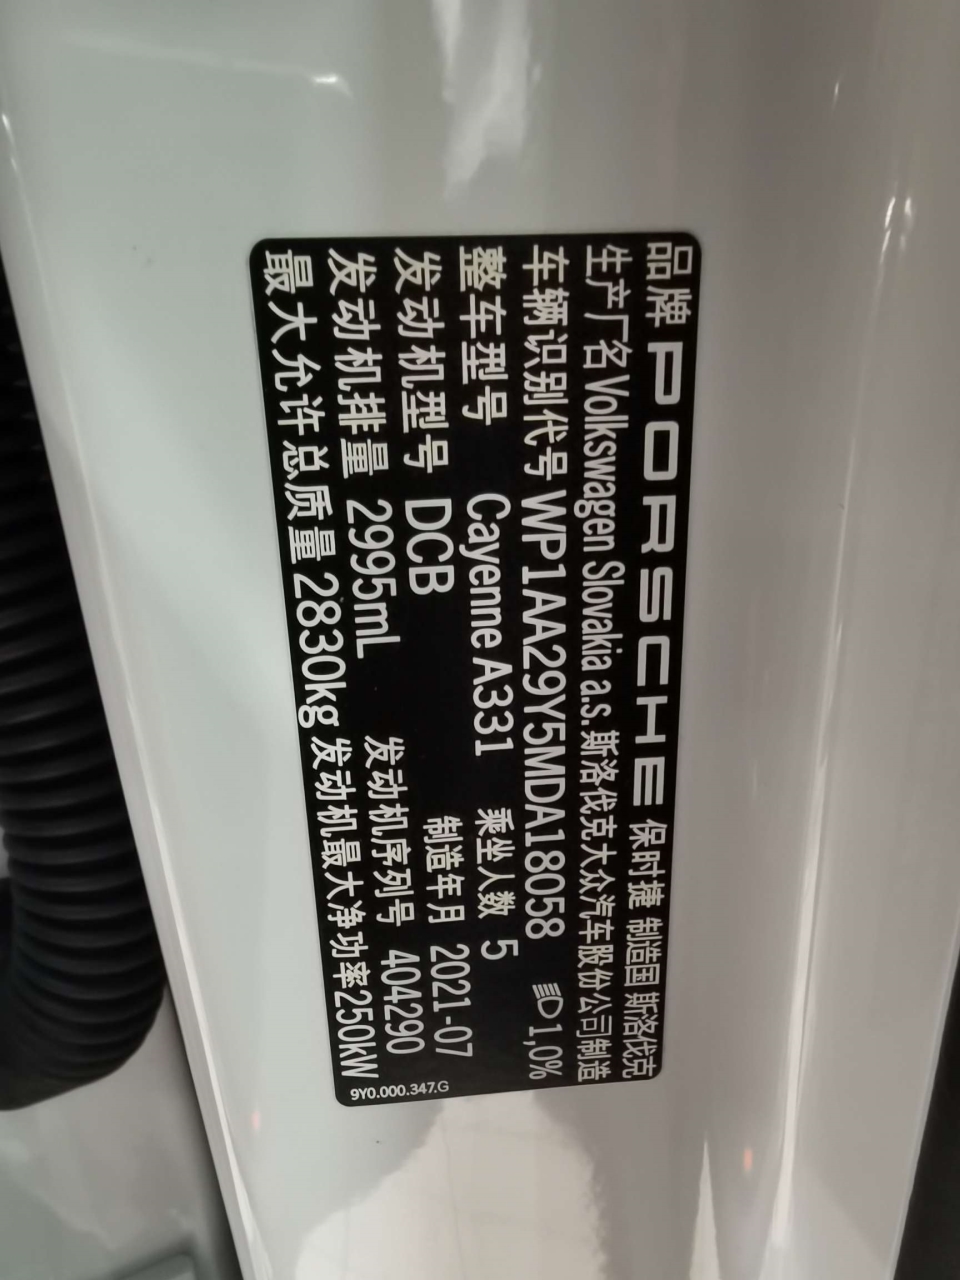 品牌 PORSCHE 保时捷 制造国 斯洛伐克
生产厂名 Volkswagen Slovakia a.s.斯洛伐克大众汽车股份公司制造
车辆识别代号 WP1AA29Y5MDA18058 1,0%
整车型号 Cayenne A331 乘坐人数 5
发动机型号 DCB 制造年月 2021-07
发动机排量 2995mL 发动机序列号 404290
最大允许总质量 2830kg 发动机最大净功率250kW
9Y0.000.347.G